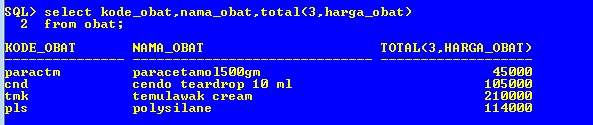 SQL> select kode_obat,nama_obat,total(3,harga_obat)
2 from obat;
KODE_OBAT NAMA_OBAT TOTAL(3,HARGA_OBAT)
--------------- ------------------------------ -------------------
paractm paracetamol500gm 45000
cnd cendo teardrop 10 ml 105000
tmk temulawak cream 210000
pls polysilane 114000